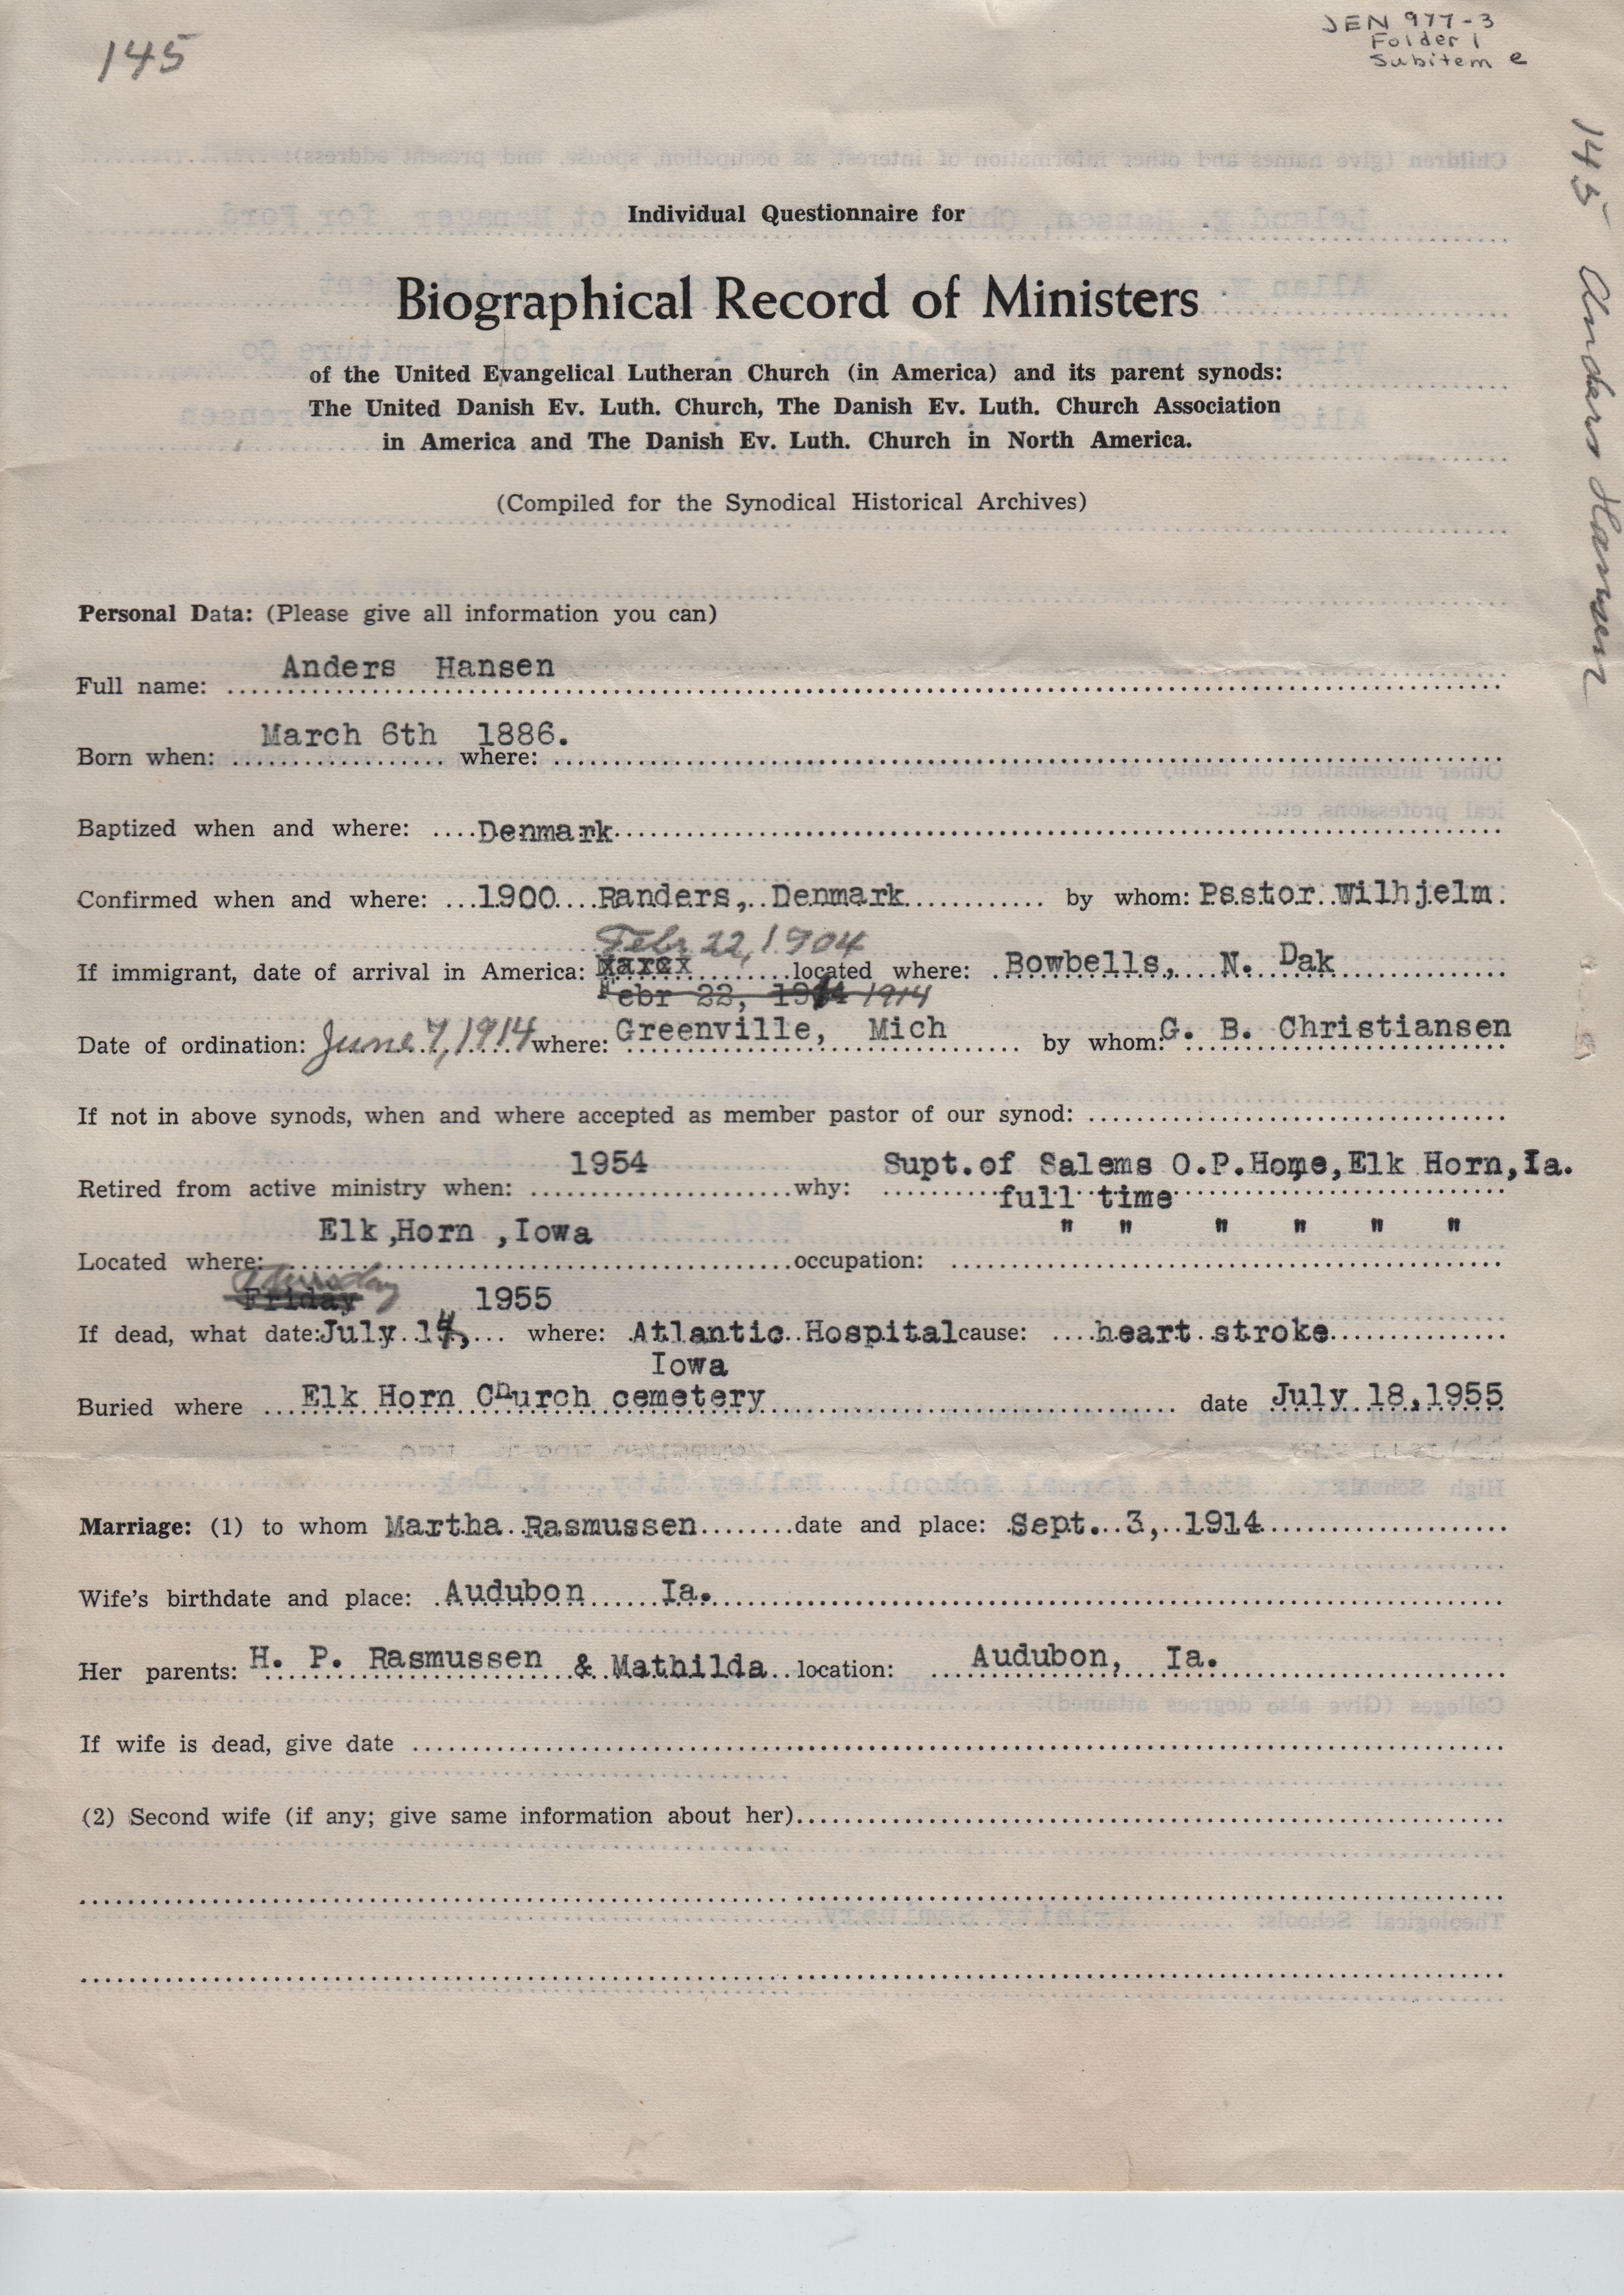 145
JEN 977-3
Folder 1
Subitem e
145 Anders Hansen
Individual Questionnaire for
Biographical Record of Ministers
of the United Evangelical Lutheran Church (in America) and its parent synods:
The United Danish Ev. Luth. Church, The Danish Ev. Luth. Church Association
in America and The Danish Ev. Luth. Church in North America.
(Compiled for the Synodical Historical Archives)
Personal Data: (Please give all information you can)
Full name: Anders Hansen
Born when: March 6th 1886. where:
Baptized when and where: Denmark
Confirmed when and where: 1900 Randers, Denmark by whom: Psstor Wilhjelm.
Febr 22, 1904
If immigrant, date of arrival in America: located where: Bowbells, N. Dak
Febr 22, 1914 1914
Date of ordination: June 7, 1914 where: Greenville, Mich by whom: G. B. Christiansen
If not in above synods, when and where accepted as member pastor of our synod:
Retired from active ministry when: 1954 why: Supt.of Salems O.P.Home,Elk Horn,Ia.
full time
Located where: Elk,Horn ,Iowa occupation: " " " " " "
Thursday
Friday 1955
If dead, what date: July 14, where: Atlantic Hospital cause: heart stroke
Iowa
Buried where Elk Horn Church cemetery date July 18,1955
Marriage: (1) to whom Martha Rasmussen date and place: Sept. 3, 1914
Wife's birthdate and place: Audubon Ia.
Her parents: H. P. Rasmussen & Mathilda location: Audubon, Ia.
If wife is dead, give date
(2) Second wife (if any; give same information about her)